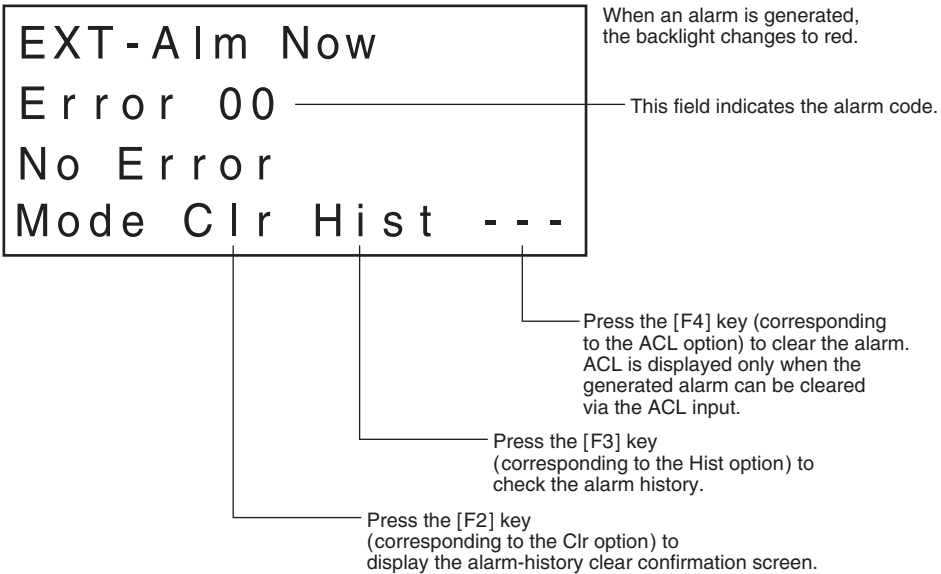 EXT-Alm Now
Error 00
No Error
Mode Clr Hist ---
When an alarm is generated,
the backlight changes to red.
This field indicates the alarm code.
Press the [F4] key (corresponding
to the ACL option) to clear the alarm.
ACL is displayed only when the
generated alarm can be cleared
via the ACL input.
Press the [F3] key
(corresponding to the Hist option) to
check the alarm history.
Press the [F2] key
(corresponding to the Clr option) to
display the alarm-history clear confirmation screen.